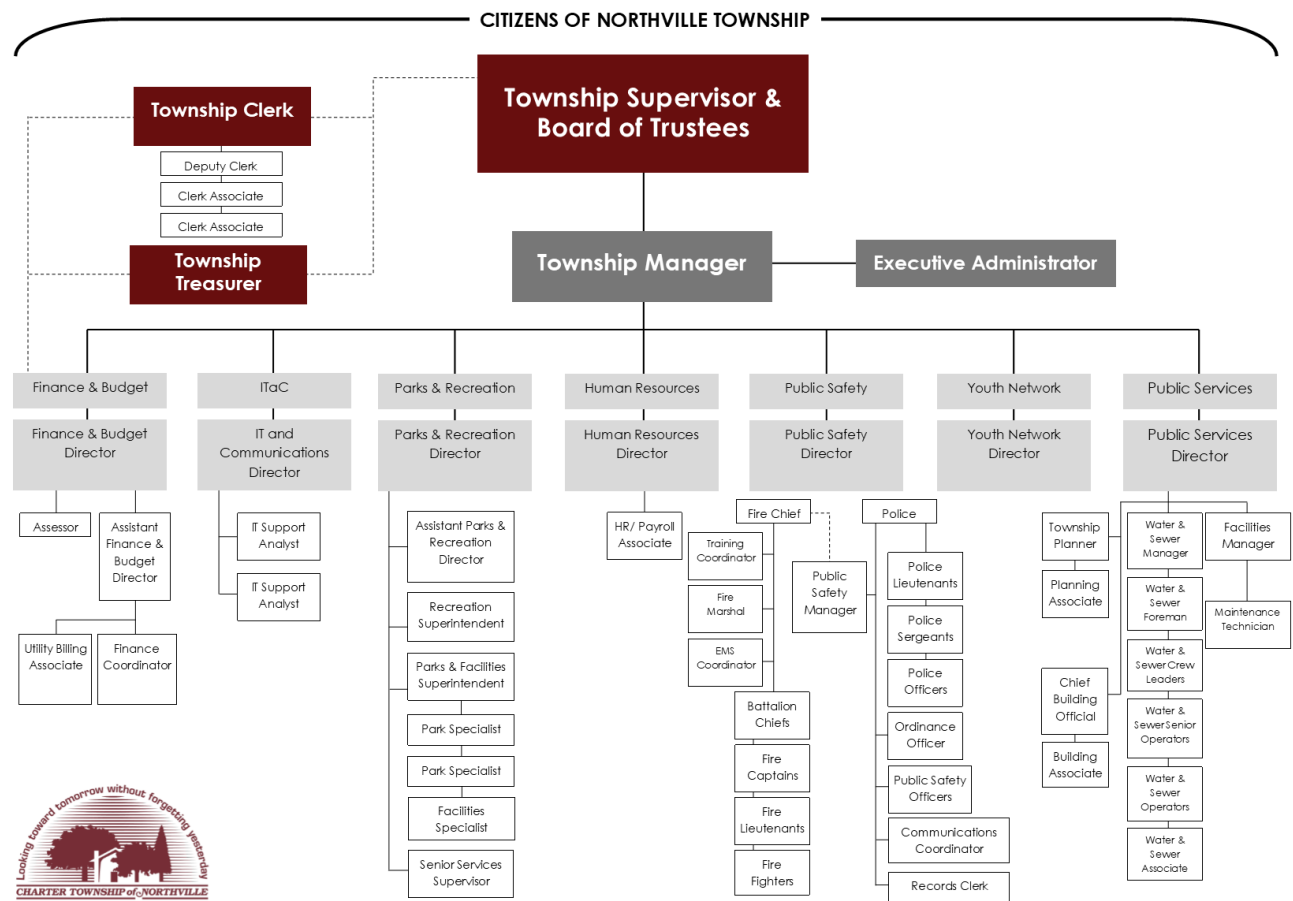 CITIZENS OF NORTHVILLE TOWNSHIP
Township Supervisor &
Board of Trustees
Township Clerk
Deputy Clerk
Clerk Associate
Clerk Associate
Township
Treasurer
Township Manager
Executive Administrator
Finance & Budget
ITaC
Parks & Recreation
Human Resources
Public Safety
Youth Network
Public Services
Finance & Budget
Director
IT and
Communications
Director
Parks & Recreation
Director
Human Resources
Director
Public Safety
Director
Youth Network
Director
Public Services
Director
Assessor
Assistant
Finance &
Budget
Director
Utility Billing
Associate
Finance
Coordinator
IT Support
Analyst
IT Support
Analyst
Assistant Parks &
Recreation
Director
Recreation
Superintendent
Parks & Facilities
Superintendent
Park Specialist
Park Specialist
Facilities
Specialist
Senior Services
Supervisor
HR/ Payroll
Associate
Fire Chief
Training
Coordinator
Fire
Marshal
EMS
Coordinator
Public
Safety
Manager
Battalion
Chiefs
Fire
Captains
Fire
Lieutenants
Fire
Fighters
Police
Police
Lieutenants
Police
Sergeants
Police
Officers
Ordinance
Officer
Public Safety
Officers
Communications
Coordinator
Records Clerk
Township
Planner
Planning
Associate
Chief
Building
Official
Building
Associate
Water &
Sewer
Manager
Water &
Sewer
Foreman
Water &
Sewer Crew
Leaders
Water &
Sewer Senior
Operators
Water &
Sewer
Operators
Water &
Sewer
Associate
Facilities
Manager
Maintenance
Technician
Looking toward tomorrow without forgetting yesterday
CHARTER TOWNSHIP of NORTHVILLE